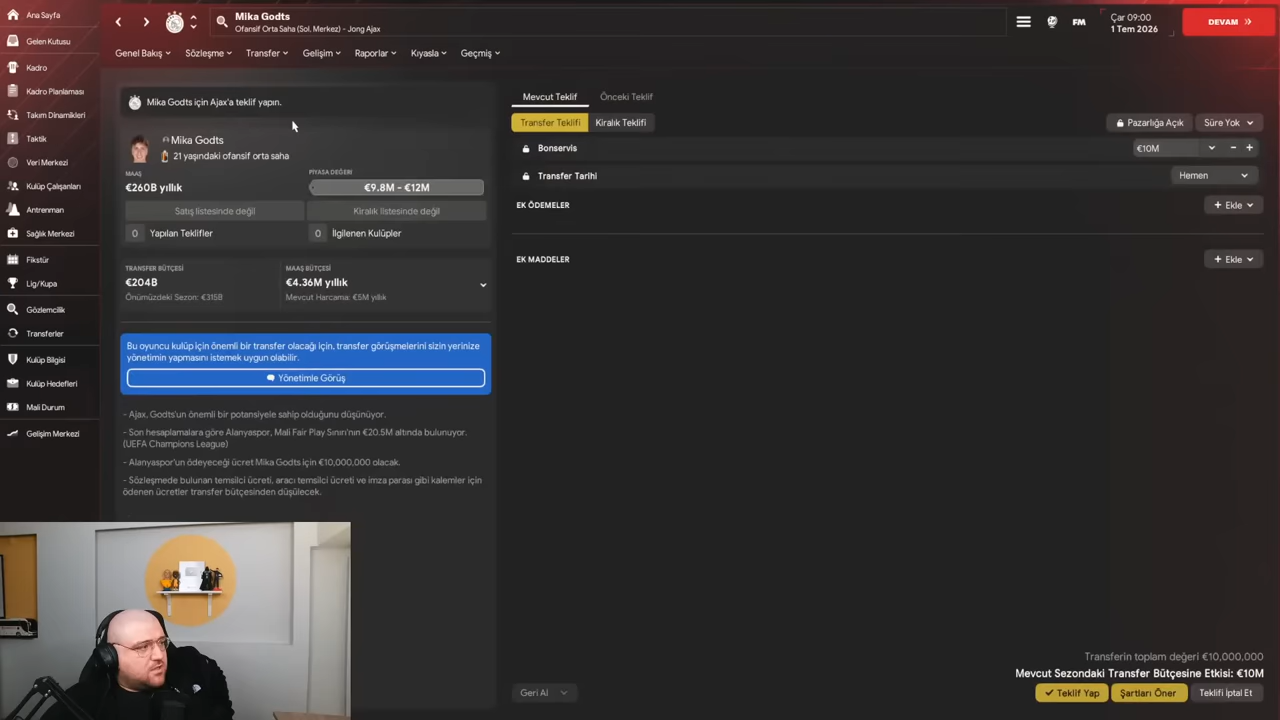 Ana Sayfa
Gelen Kutusu
Kadro
Kadro Planlaması
Takım Dinamikleri
Taktik
Veri Merkezi
Kulüp Çalışanları
Antrenman
Sağlık Merkezi
Fikstür
Lig/Kupa
Gözlemcilik
Transferler
Kulüp Bilgisi
Kulüp Hedefleri
Mali Durum
Gelişim Merkezi
Mika Godts
Ofansif Orta Saha (Sol, Merkez) - Jong Ajax
FM
Çar 09:00
1 Tem 2026
DEVAM
Genel Bakış
Sözleşme
Transfer
Gelişim
Raporlar
Kıyasla
Geçmiş
Mika Godts için Ajax'a teklif yapın.
Mika Godts
21 yaşındaki ofansif orta saha
MAAŞ
€260B yıllık
PİYASA DEĞERİ
€9.8M - €12M
Satış listesinde değil
Kiralık listesinde değil
0 Yapılan Teklifler
0 İlgilenen Kulüpler
TRANSFER BÜTÇESİ
€204B
Önümüzdeki Sezon: €315B
MAAŞ BÜTÇESİ
€4.36M yıllık
Mevcut Harcama: €5M yıllık
Bu oyuncu kulüp için önemli bir transfer olacağı için, transfer görüşmelerini sizin yerinize
yönetimin yapmasını istemek uygun olabilir.
Yönetimle Görüş
- Ajax, Godts'un önemli bir potansiyele sahip olduğunu düşünüyor.
- Son hesaplamalara göre Alanyaspor, Mali Fair Play Sınırı'nın €20.5M altında bulunuyor.
(UEFA Champions League)
- Alanyaspor'un ödeyeceği ücret Mika Godts için €10,000,000 olacak.
- Sözleşmede bulunan temsilci ücreti, aracı temsilci ücreti ve imza parası gibi kalemler için
ödenen ücretler transfer bütçesinden düşülecek.
Mevcut Teklif
Önceki Teklif
Transfer Teklifi
Kiralık Teklifi
Pazarlığa Açık
Süre Yok
Bonservis
€10M
Transfer Tarihi
Hemen
EK ÖDEMELER
+ Ekle
EK MADDELER
+ Ekle
Geri Al
Transferin toplam değeri €10,000,000
Mevcut Sezondaki Transfer Bütçesine Etkisi: €10M
Teklif Yap
Şartları Öner
Teklifi İptal Et